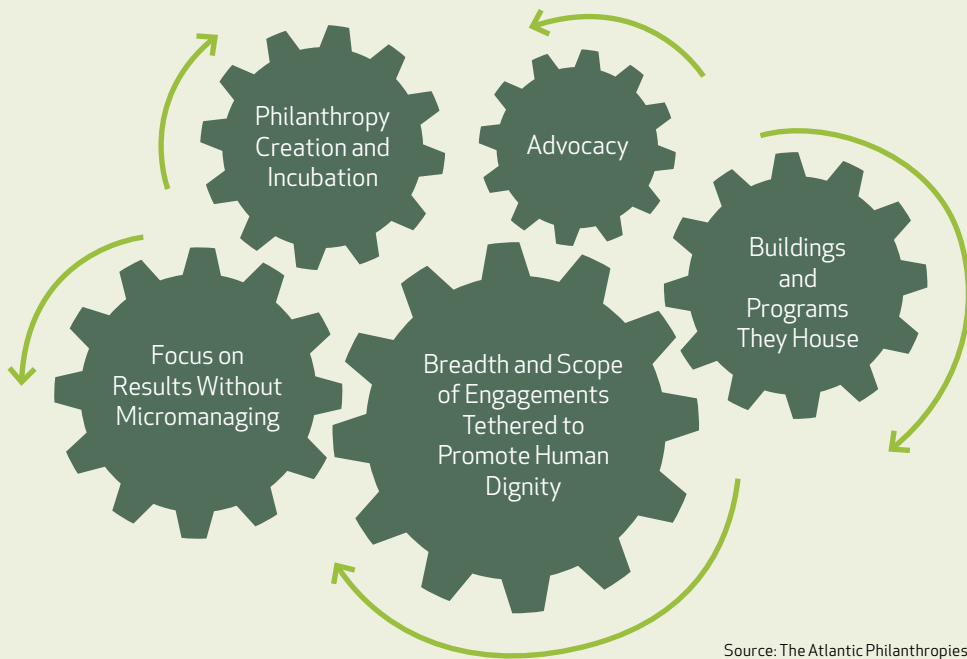 Philanthropy
Creation and
Incubation
Advocacy
Buildings
and
Programs
They House
Focus on
Results Without
Micromanaging
Breadth and Scope
of Engagements
Tethered to
Promote Human
Dignity
Source: The Atlantic Philanthropies